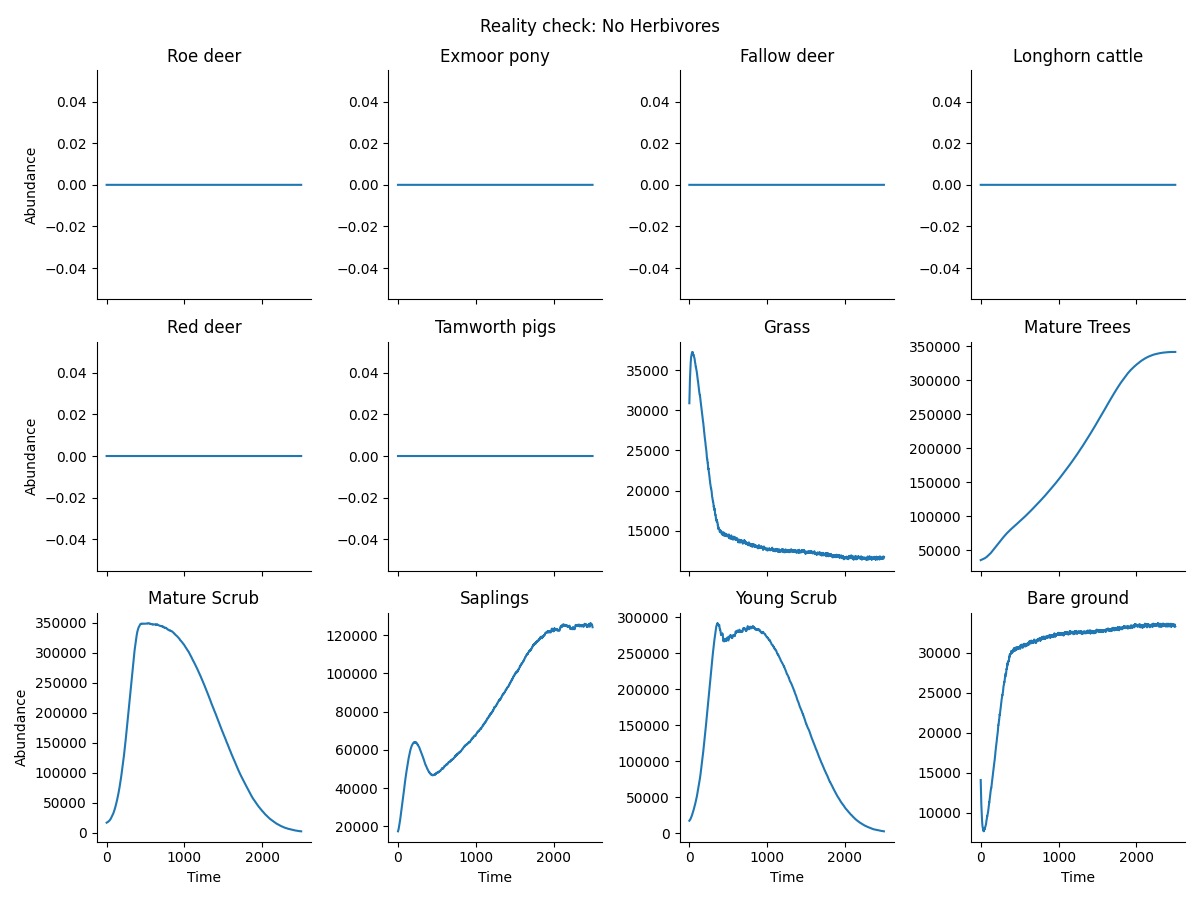 Reality check: No Herbivores
Roe deer
Exmoor pony
Fallow deer
Longhorn cattle
Abundance
0.04
0.02
0.00
−0.02
−0.04
0.04
0.02
0.00
−0.02
−0.04
0.04
0.02
0.00
−0.02
−0.04
0.04
0.02
0.00
−0.02
−0.04
Red deer
Tamworth pigs
Grass
Mature Trees
Abundance
0.04
0.02
0.00
−0.02
−0.04
0.04
0.02
0.00
−0.02
−0.04
35000
30000
25000
20000
15000
350000
300000
250000
200000
150000
100000
50000
Mature Scrub
Saplings
Young Scrub
Bare ground
Abundance
350000
300000
250000
200000
150000
100000
50000
0
120000
100000
80000
60000
40000
20000
300000
250000
200000
150000
100000
50000
0
30000
25000
20000
15000
10000
0 1000 2000
0 1000 2000
0 1000 2000
0 1000 2000
Time
Time
Time
Time